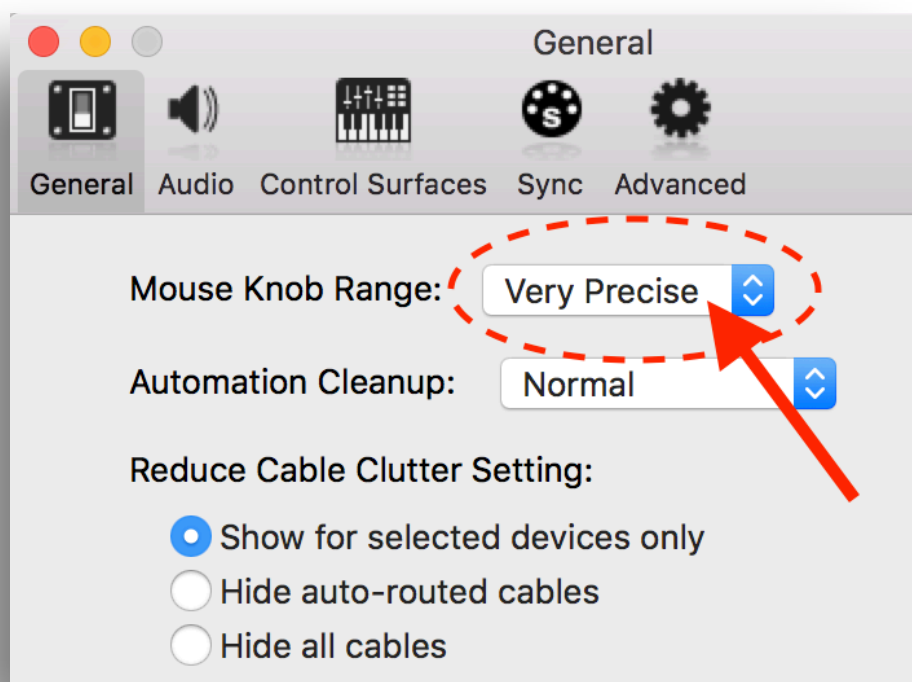 General
General Audio Control Surfaces Sync Advanced
Mouse Knob Range: Very Precise
Automation Cleanup: Normal
Reduce Cable Clutter Setting:
Show for selected devices only
Hide auto-routed cables
Hide all cables